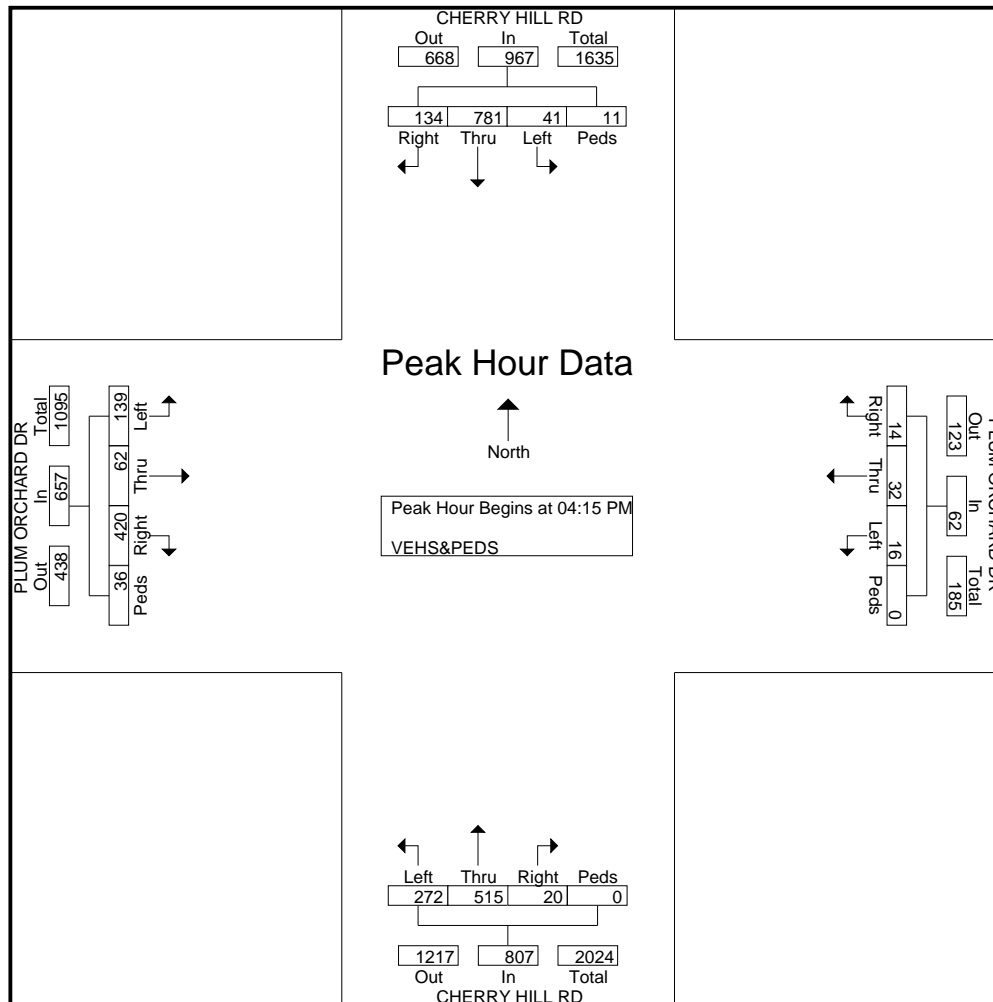 CHERRY HILL RD
Out In Total
668 967 1635
134 781 41 11
Right Thru Left Peds
Peak Hour Data
North
Peak Hour Begins at 04:15 PM
VEHS&PEDS
PLUM ORCHARD DR
Out In Total
438 657 1095
139 62 420 36
Left Thru Right Peds
PLUM ORCHARD DR
Out In Total
123 62 185
14 32 16 0
Right Thru Left Peds
Left Thru Right Peds
272 515 20 0
1217 807 2024
Out In Total
CHERRY HILL RD